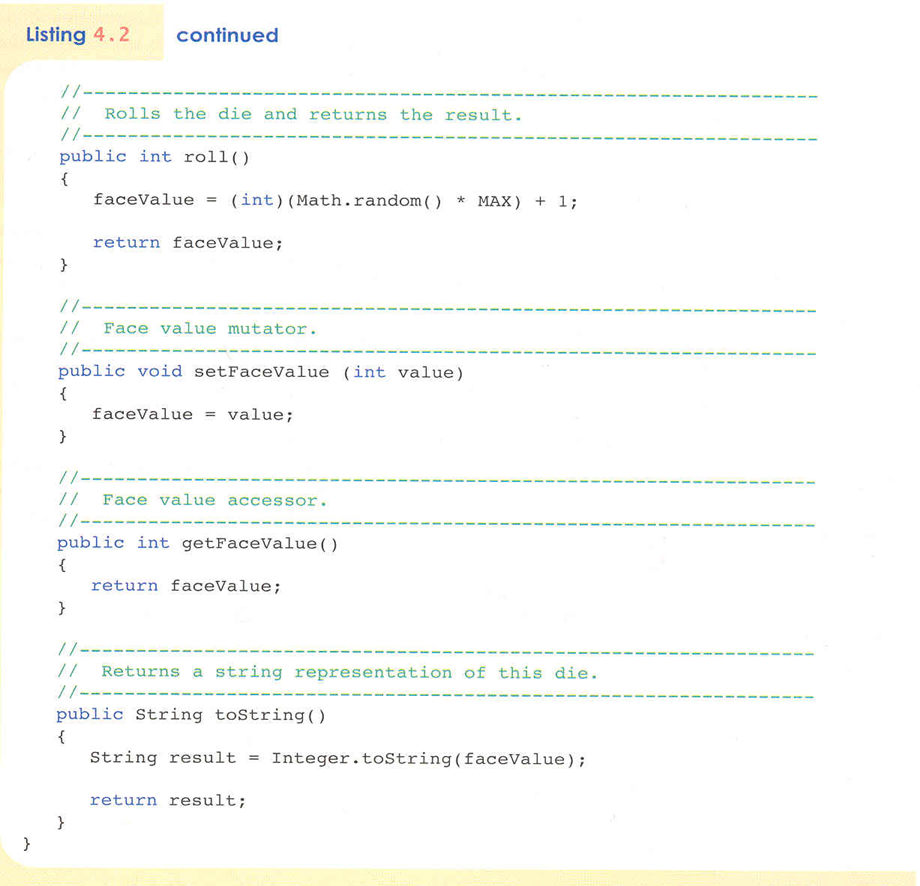 Listing 4.2 continued
//------------------------------------------------------------------
//  Rolls the die and returns the result.
//------------------------------------------------------------------
public int roll()
{
   faceValue = (int)(Math.random() * MAX) + 1;
   return faceValue;
}
//------------------------------------------------------------------
//  Face value mutator.
//------------------------------------------------------------------
public void setFaceValue (int value)
{
   faceValue = value;
}
//------------------------------------------------------------------
//  Face value accessor.
//------------------------------------------------------------------
public int getFaceValue()
{
   return faceValue;
}
//------------------------------------------------------------------
//  Returns a string representation of this die.
//------------------------------------------------------------------
public String toString()
{
   String result = Integer.toString(faceValue);
   return result;
}
}